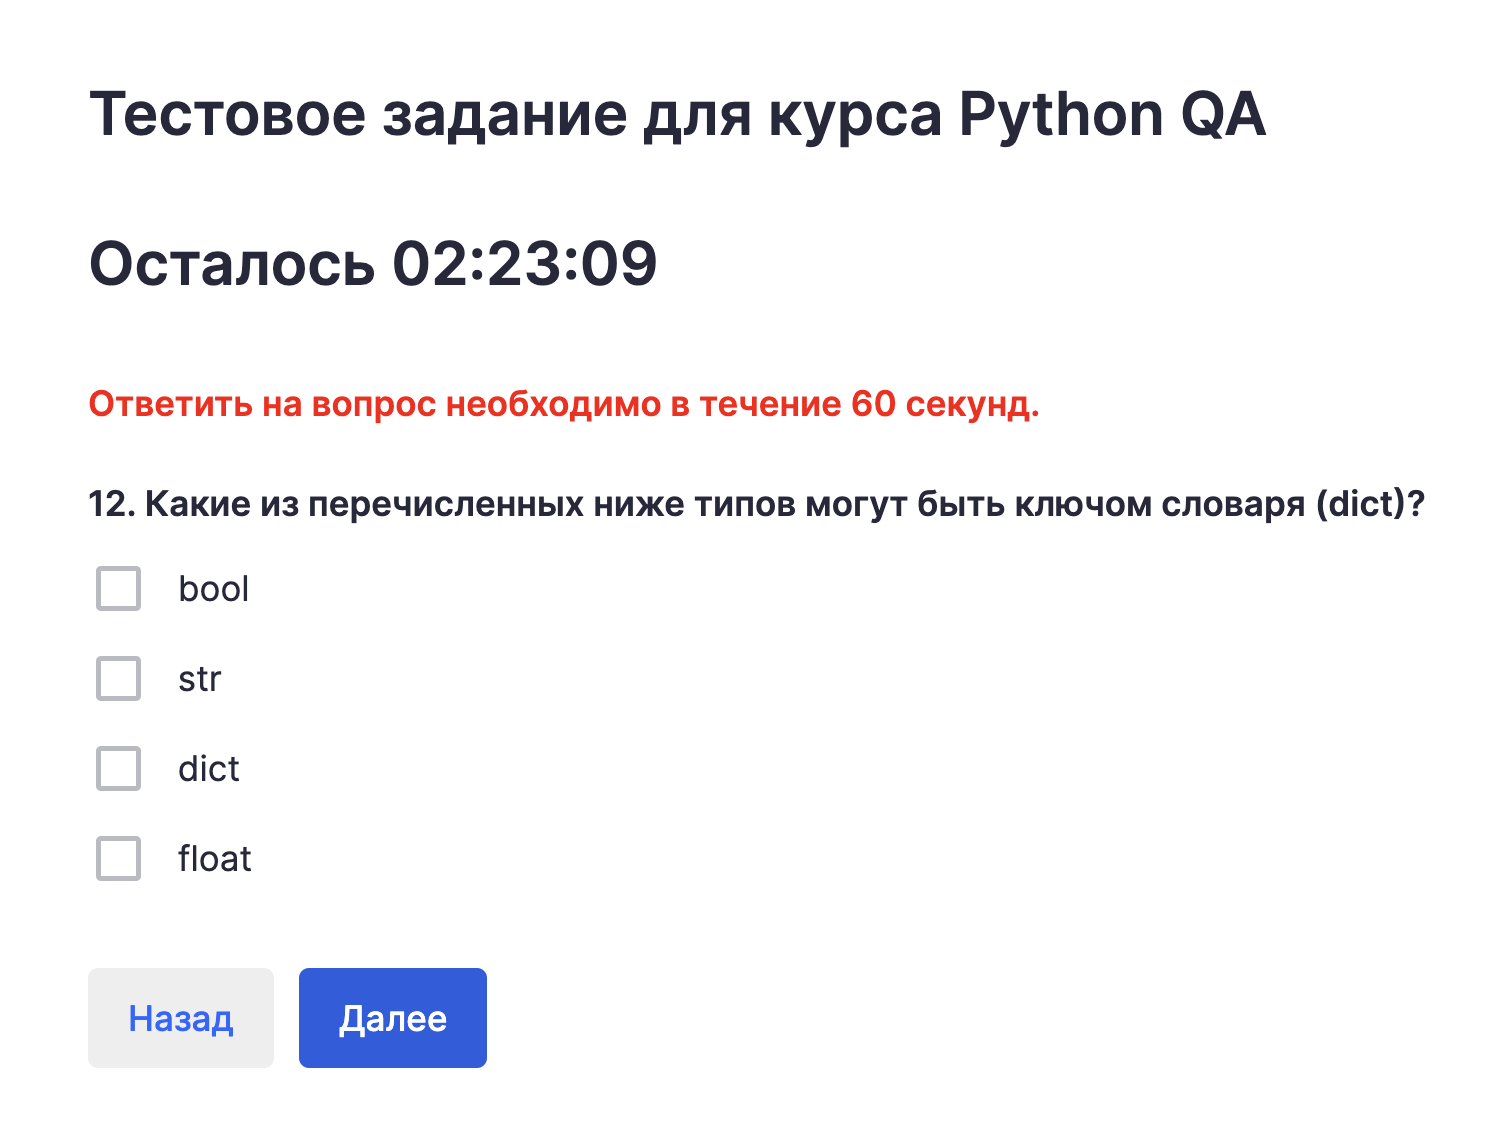 Тестовое задание для курса Python QA
Осталось 02:23:09
Ответить на вопрос необходимо в течение 60 секунд.
12. Какие из перечисленных ниже типов могут быть ключом словаря (dict)?
bool
str
dict
float
Назад Далее